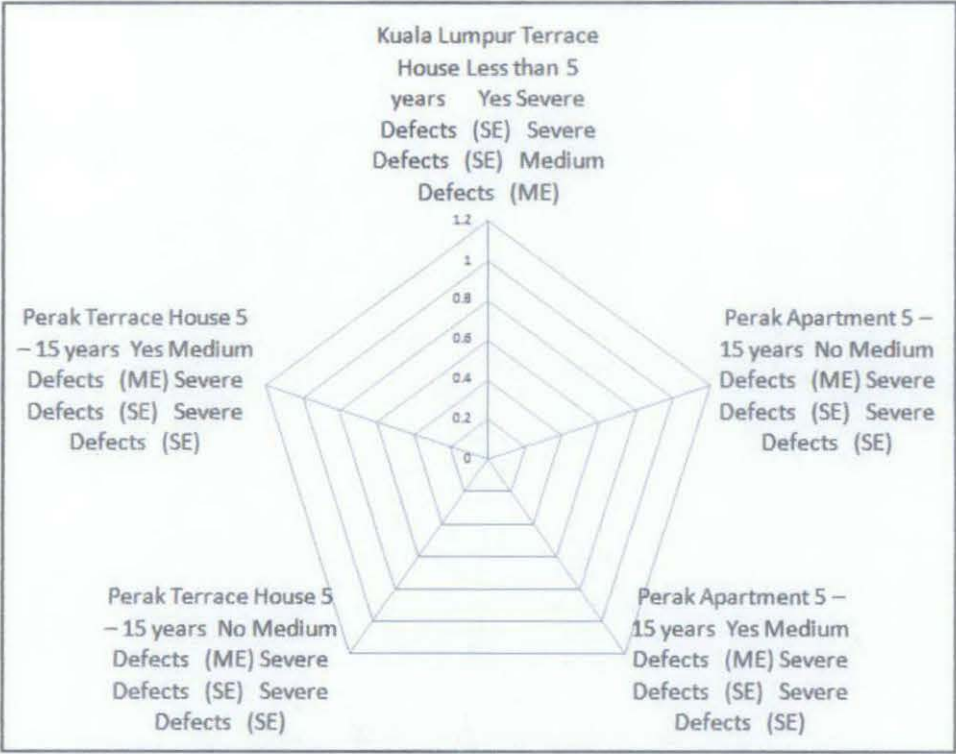 Kuala Lumpur Terrace
House Less than 5
years Yes Severe
Defects (SE) Severe
Defects (SE) Medium
Defects (ME)
1.2
1
0.8
0.6
0.4
0.2
0
Perak Terrace House 5
– 15 years Yes Medium
Defects (ME) Severe
Defects (SE) Severe
Defects (SE)
Perak Apartment 5 –
15 years No Medium
Defects (ME) Severe
Defects (SE) Severe
Defects (SE)
Perak Terrace House 5
– 15 years No Medium
Defects (ME) Severe
Defects (SE) Severe
Defects (SE)
Perak Apartment 5 –
15 years Yes Medium
Defects (ME) Severe
Defects (SE) Severe
Defects (SE)